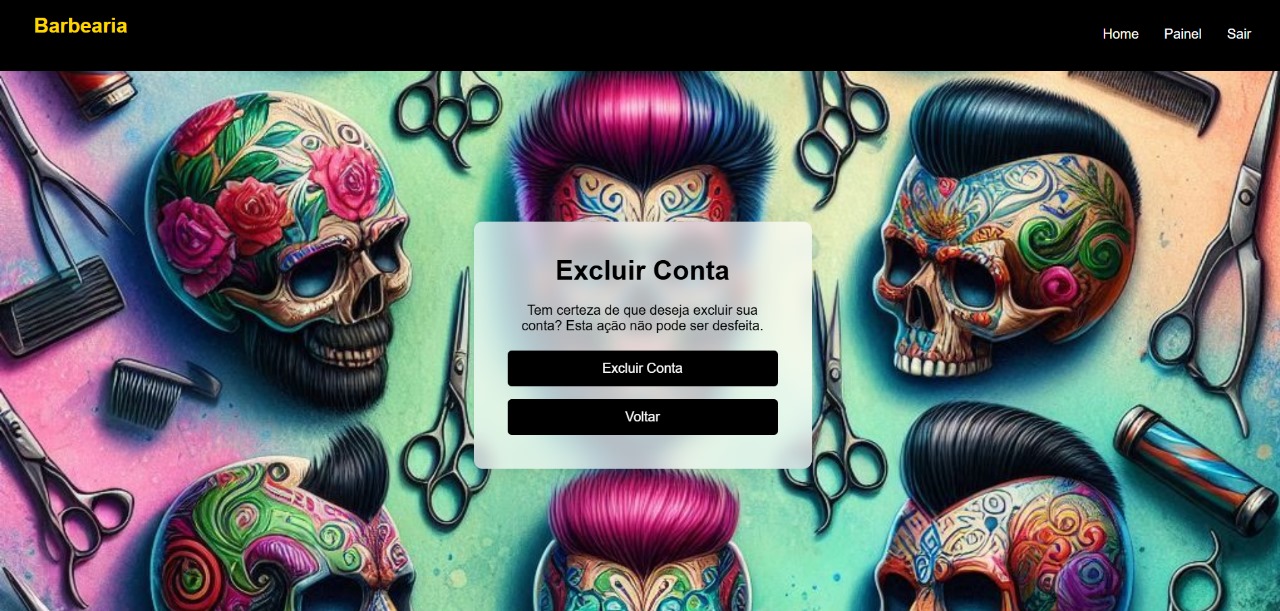 Barbearia
Home Painel Sair
Excluir Conta
Tem certeza de que deseja excluir sua
conta? Esta ação não pode ser desfeita.
Excluir Conta
Voltar